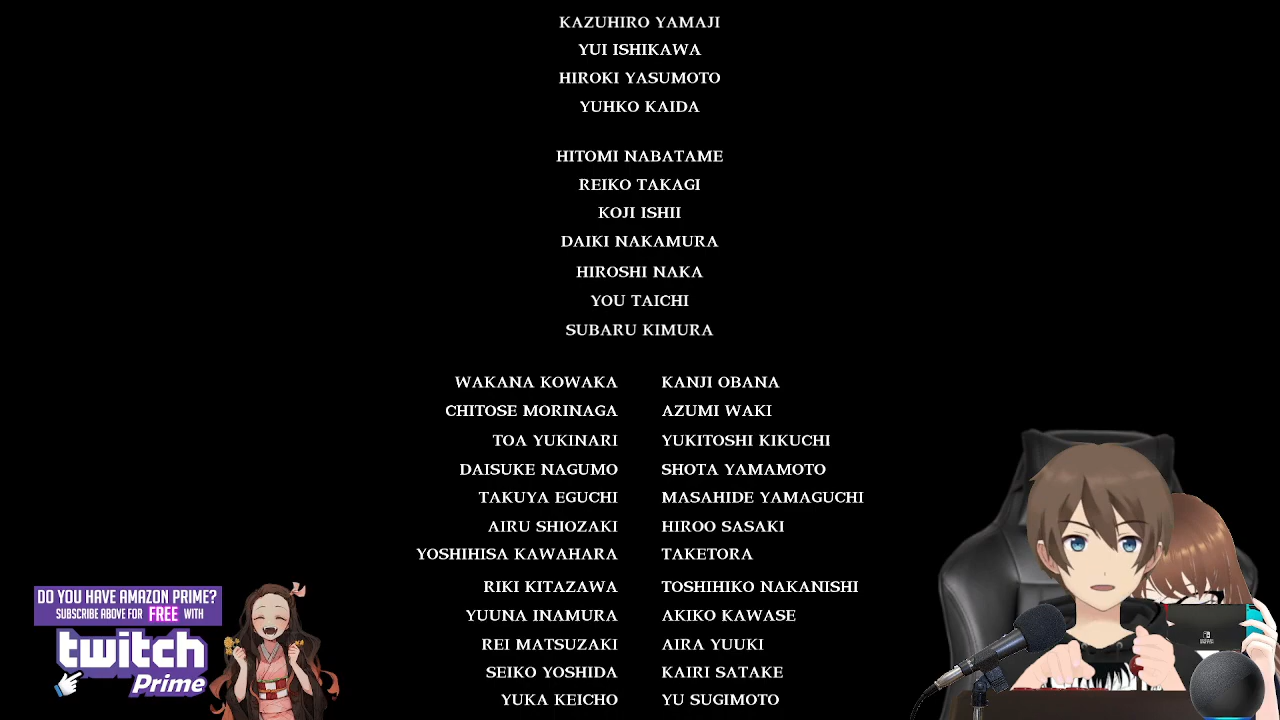 KAZUHIRO YAMAJI
YUI ISHIKAWA
HIROKI YASUMOTO
YUHKO KAIDA
HITOMI NABATAME
REIKO TAKAGI
KOJI ISHII
DAIKI NAKAMURA
HIROSHI NAKA
YOU TAICHI
SUBARU KIMURA
WAKANA KOWAKA KANJI OBANA
CHITOSE MORINAGA AZUMI WAKI
TOA YUKINARI YUKITOSHI KIKUCHI
DAISUKE NAGUMO SHOTA YAMAMOTO
TAKUYA EGUCHI MASAHIDE YAMAGUCHI
AIRU SHIOZAKI HIROO SASAKI
YOSHIHISA KAWAHARA TAKETORA
RIKI KITAZAWA TOSHIHIKO NAKANISHI
YUUNA INAMURA AKIKO KAWASE
REI MATSUZAKI AIRA YUUKI
SEIKO YOSHIDA KAIRI SATAKE
YUKA KEICHO YU SUGIMOTO
DO YOU HAVE AMAZON PRIME?
SUBSCRIBE ABOVE FOR FREE WITH
twitch
Prime